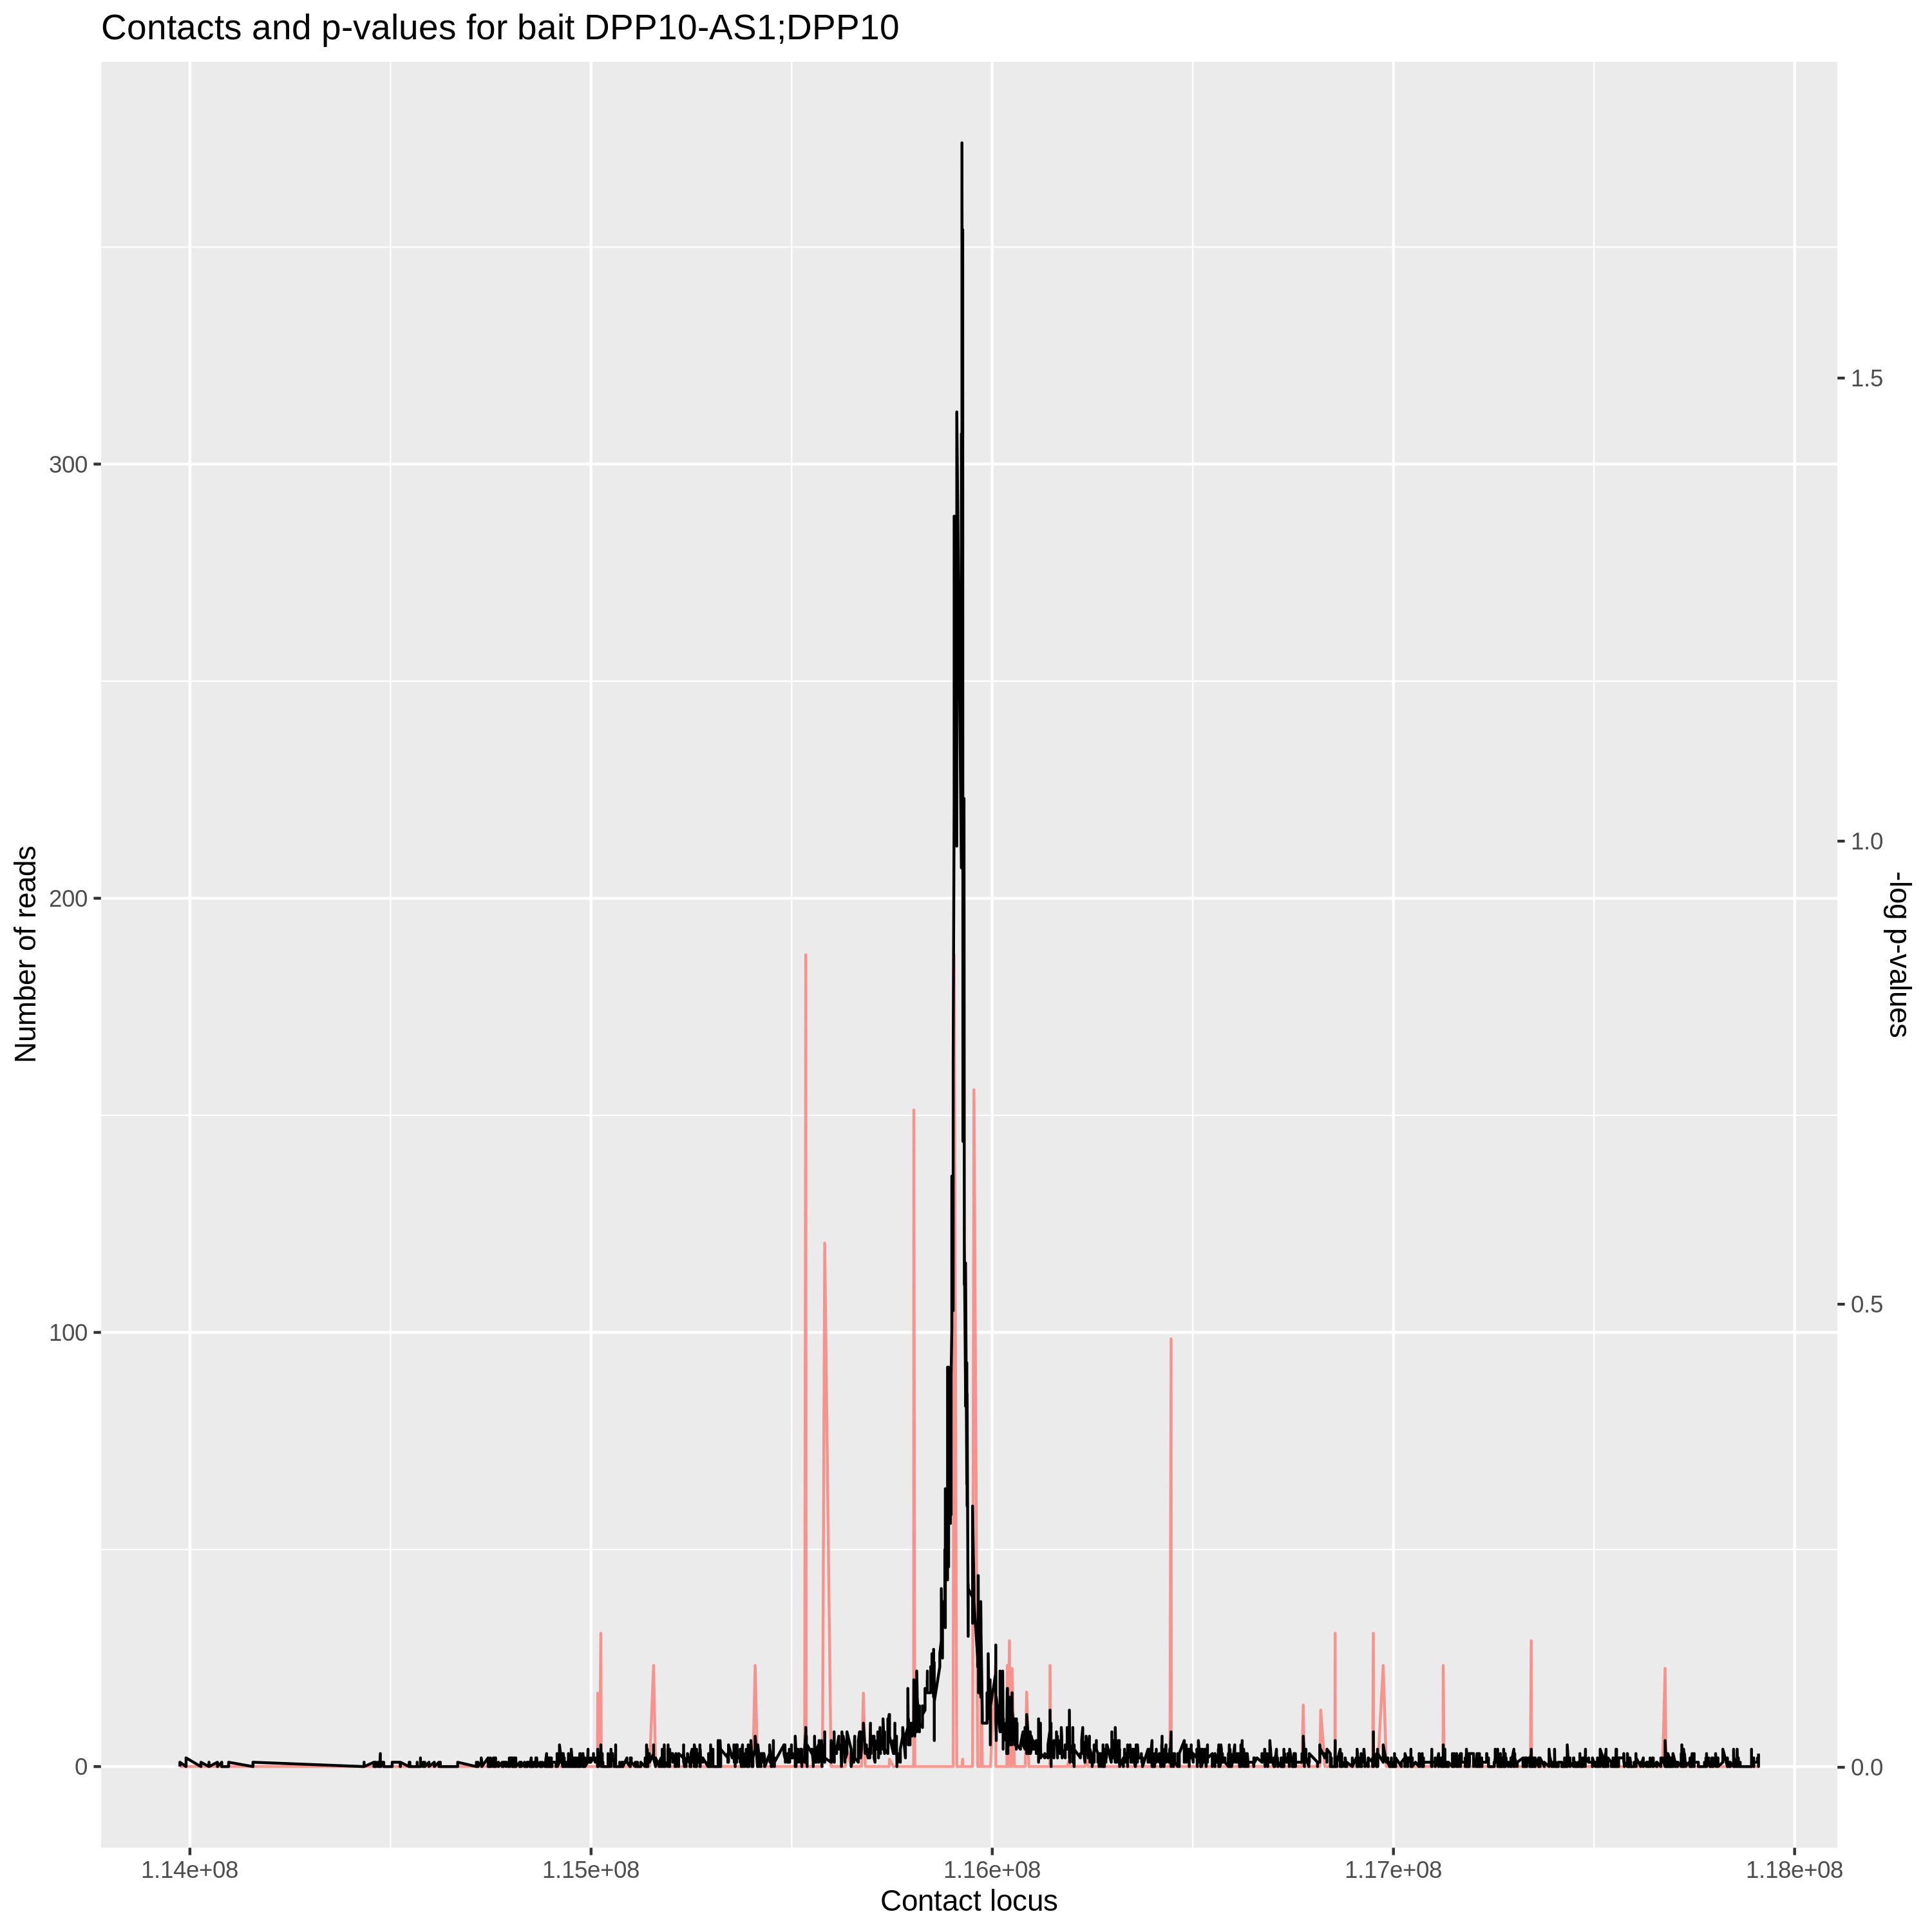 Contacts and p-values for bait DPP10-AS1;DPP10
Number of reads
300
200
100
0
1.5
1.0
0.5
0.0
-log p-values
1.14e+08
1.15e+08
1.16e+08
1.17e+08
1.18e+08
Contact locus